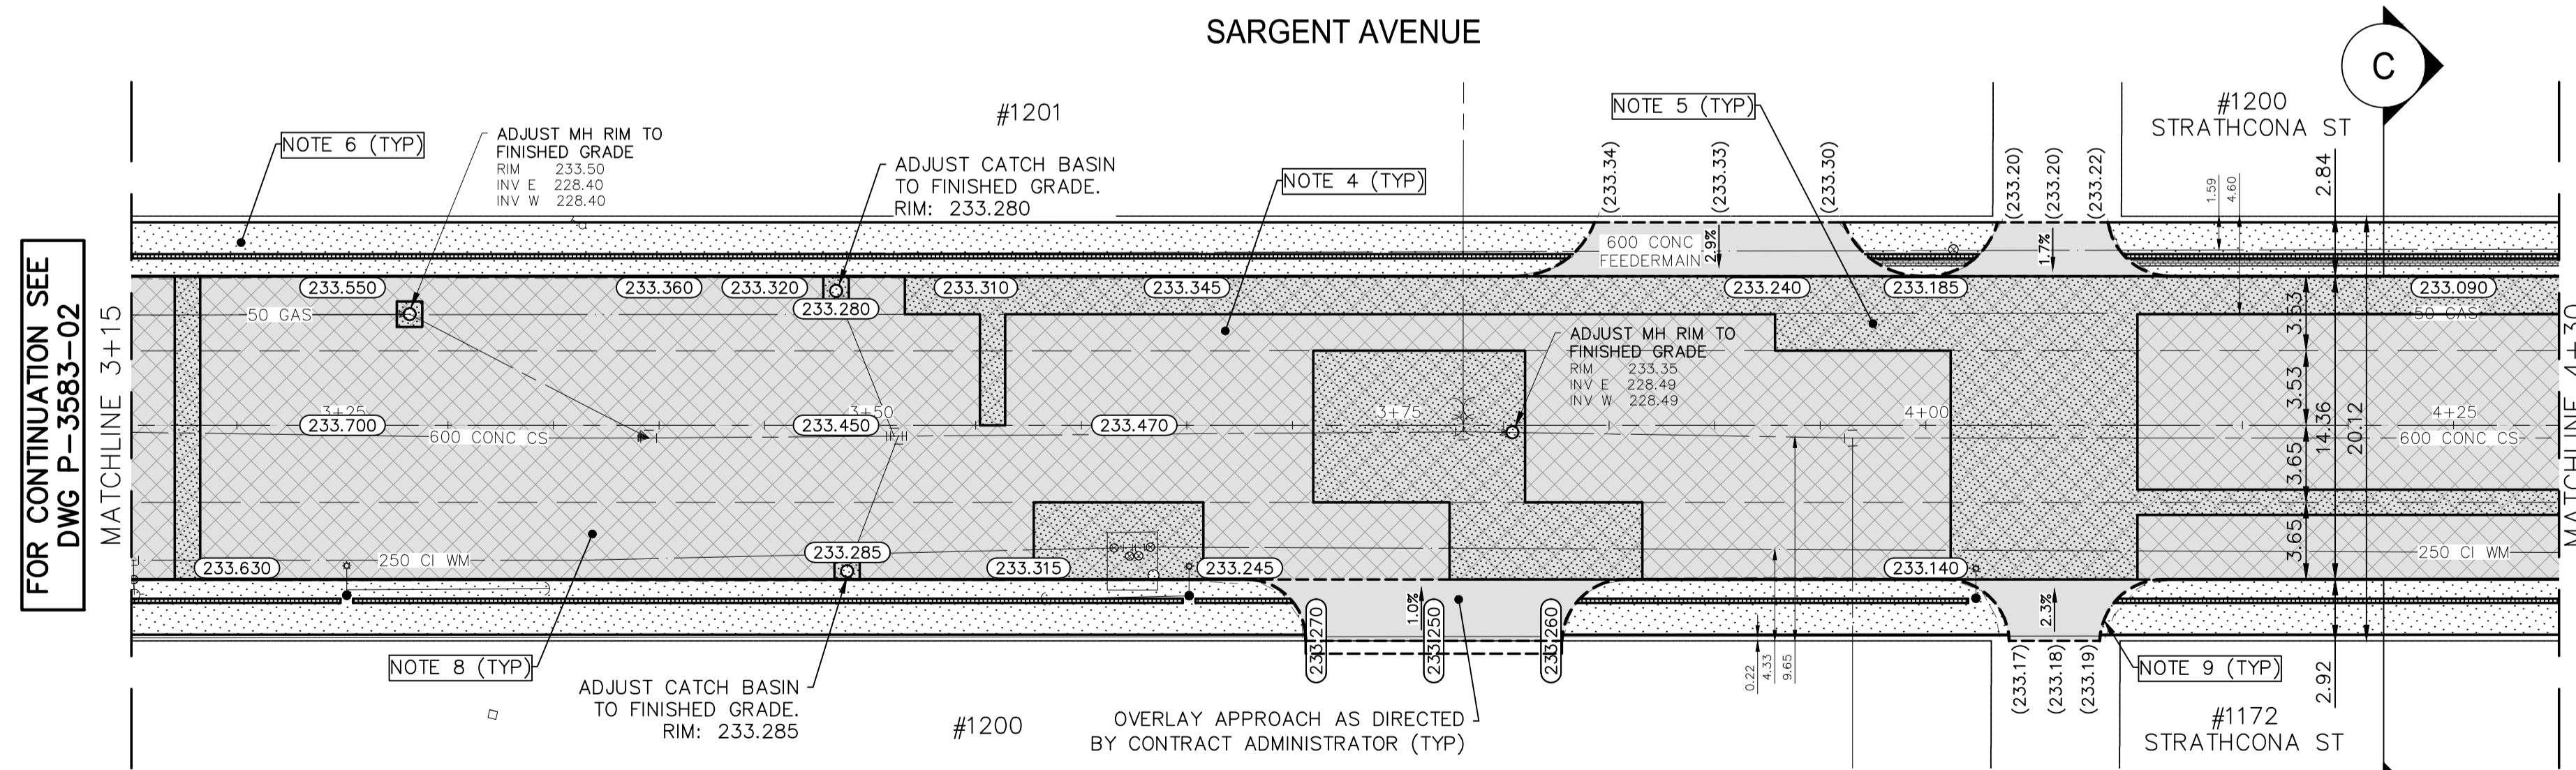 SARGENT AVENUE
FOR CONTINUATION SEE
DWG P-3583-02
MATCHLINE 3+15
NOTE 6 (TYP)
ADJUST MH RIM TO
FINISHED GRADE
RIM 233.50
INV E 228.40
INV W 228.40
#1201
ADJUST CATCH BASIN
TO FINISHED GRADE.
RIM: 233.280
NOTE 4 (TYP)
NOTE 5 (TYP)
(233.34)
(233.33)
(233.30)
(233.20)
(233.20)
(233.22)
#1200
STRATHCONA ST
C
2.84
1.59
4.60
600 CONC
FEEDERMAIN
2.9%
1.7%
233.550
233.360
233.320
233.280
233.310
233.345
233.240
233.185
233.090
50 GAS
50 GAS
ADJUST MH RIM TO
FINISHED GRADE
RIM 233.35
INV E 228.49
INV W 228.49
3.63
3.53
14.36
20.12
3.65
3.65
3+25
233.700
600 CONC CS
3+50
233.450
233.470
3+75
4+00
4+25
600 CONC CS
MATCHLINE 4+30
250 CI WM
250 CI WM
233.630
233.285
233.315
233.245
233.140
1.0%
2.3%
233.270
233.250
233.260
0.22
4.33
9.65
(233.17)
(233.18)
(233.19)
2.92
NOTE 8 (TYP)
NOTE 9 (TYP)
ADJUST CATCH BASIN
TO FINISHED GRADE.
RIM: 233.285
#1200
OVERLAY APPROACH AS DIRECTED
BY CONTRACT ADMINISTRATOR (TYP)
#1172
STRATHCONA ST